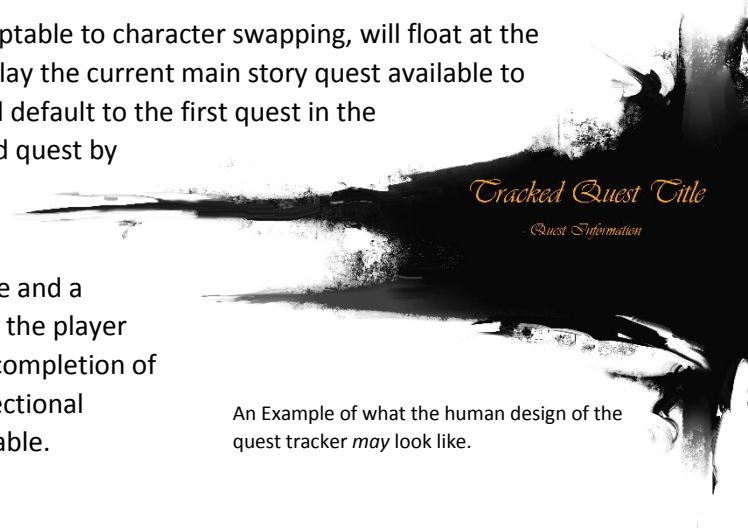 ptable to character swapping, will float at the
lay the current main story quest available to
l default to the first quest in the
d quest by
Tracked Quest Title
- Quest Information
e and a
the player
completion of
ectional
able.
An Example of what the human design of the
quest tracker may look like.